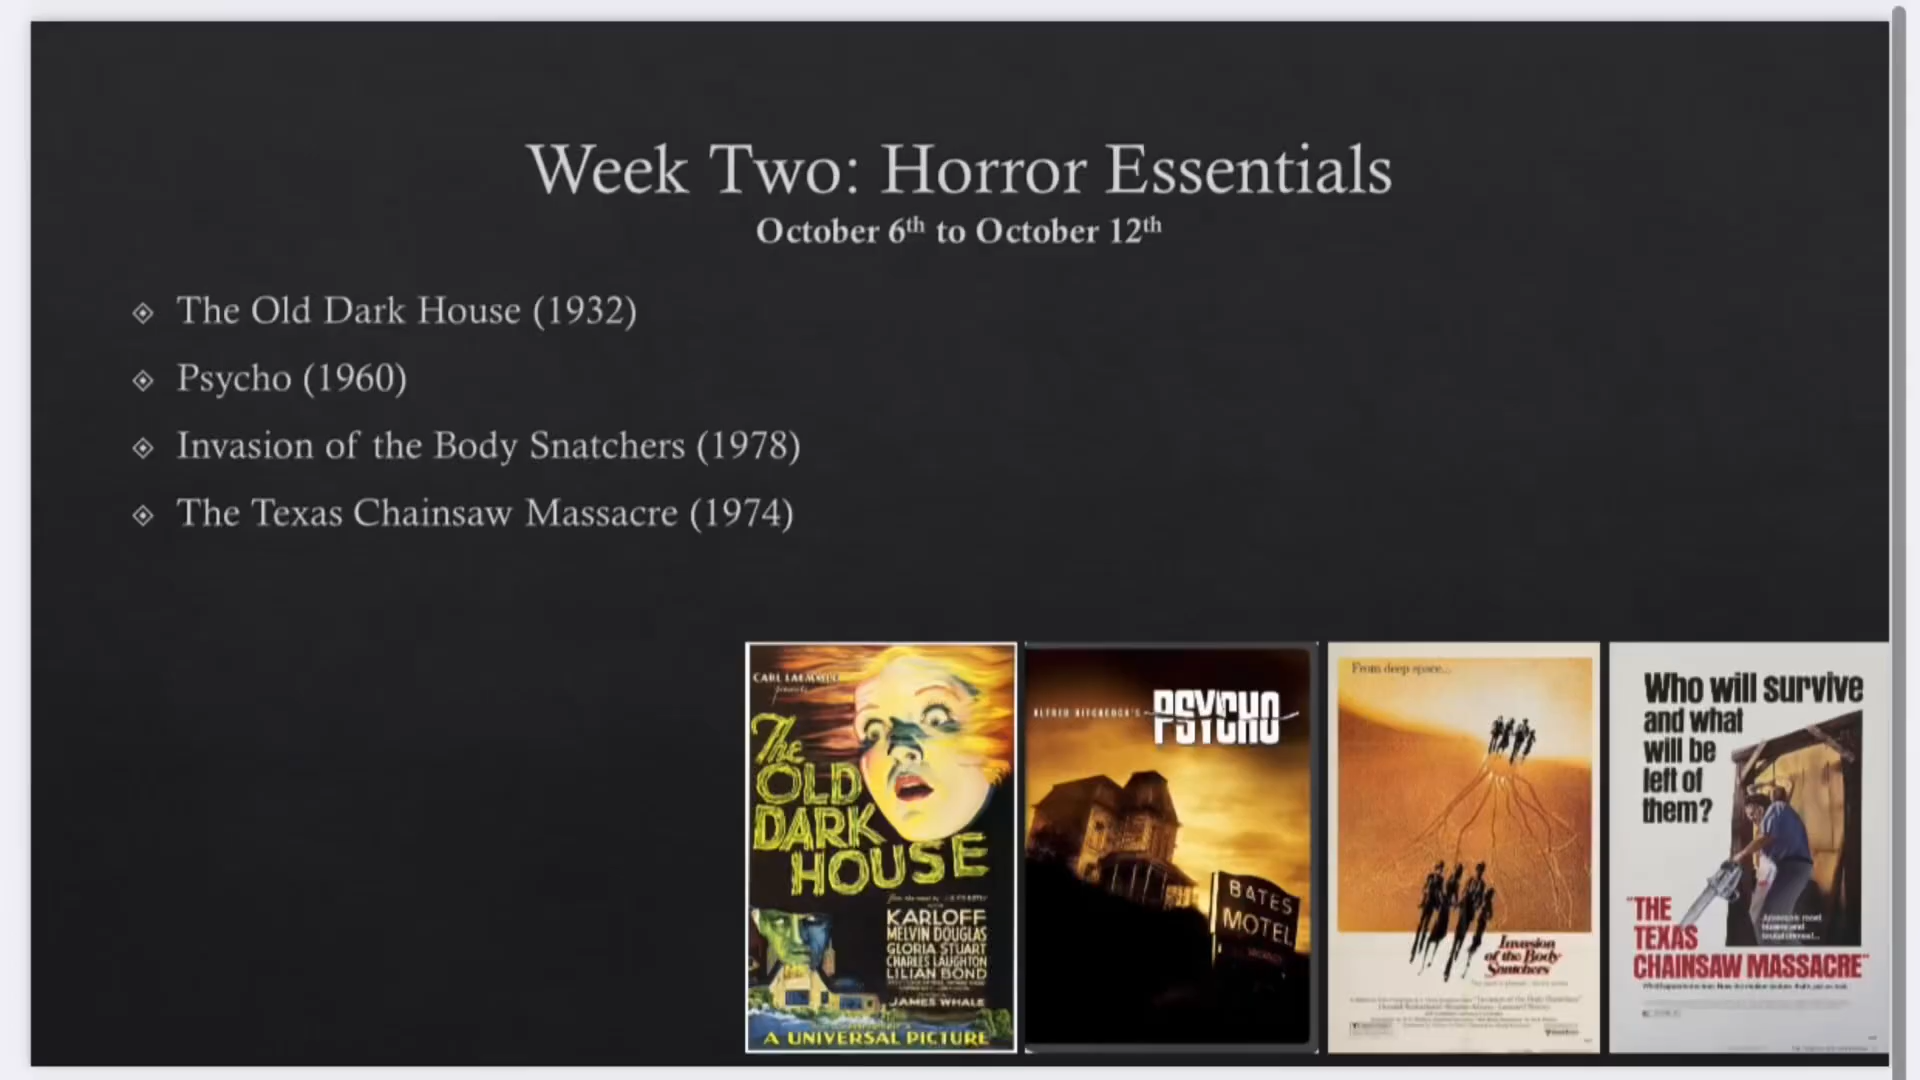 Week Two: Horror Essentials
October 6th to October 12th
The Old Dark House (1932)
Psycho (1960)
Invasion of the Body Snatchers (1978)
The Texas Chainsaw Massacre (1974)
CARL LAEMMLE
presents
The
OLD
DARK
HOUSE
KARLOFF
MELVIN DOUGLAS
GLORIA STUART
CHARLES LAUGHTON
LILIAN BOND
JAMES WHALE
A UNIVERSAL PICTURE
ALFRED HITCHCOCK'S PSYCHO
BATES
MOTEL
From deep space...
Invasion
of the Body
Snatchers
Who will survive
and what
will be
left of
them?
"THE
TEXAS
CHAINSAW MASSACRE"